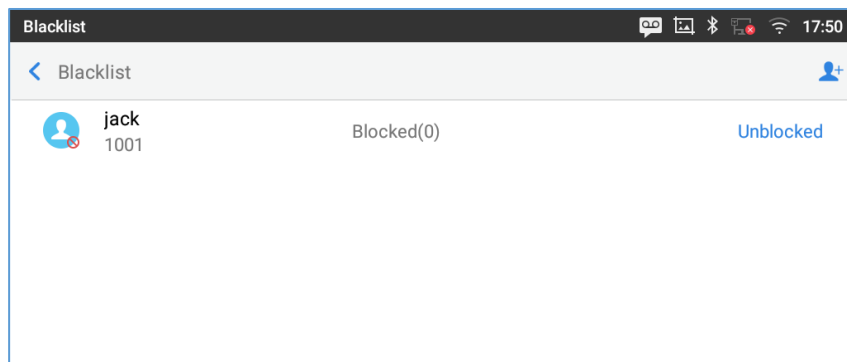 Blacklist 17:50
Blacklist
jack
1001
Blocked(0)
Unblocked